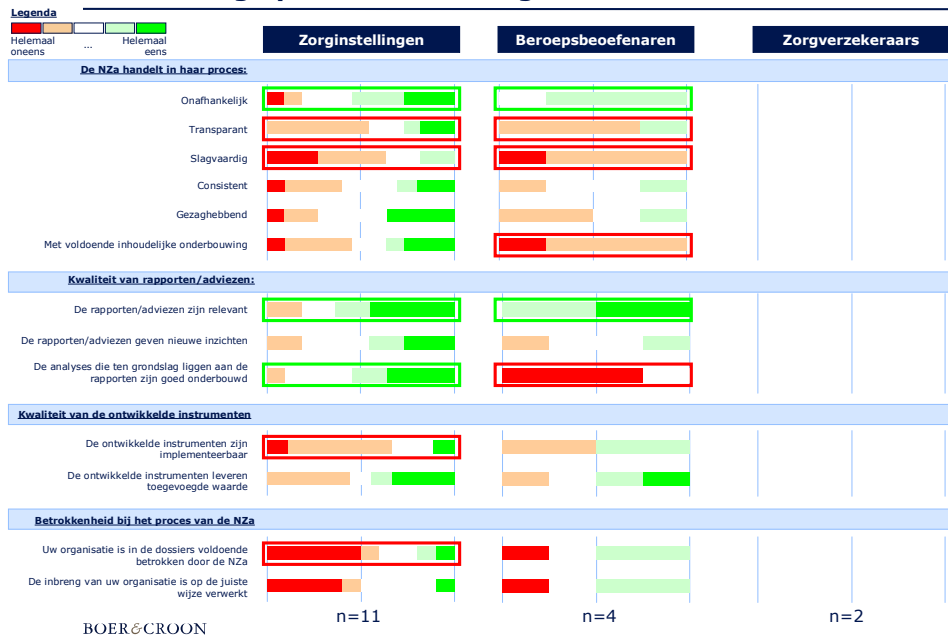 Legenda
Helemaal oneens
...
Helemaal eens
Zorginstellingen
Beroepsbeoefenaren
Zorgverzekeraars
De NZa handelt in haar proces:
Onafhankelijk
Transparant
Slagvaardig
Consistent
Gezaghebbend
Met voldoende inhoudelijke onderbouwing
Kwaliteit van rapporten/adviezen:
De rapporten/adviezen zijn relevant
De rapporten/adviezen geven nieuwe inzichten
De analyses die ten grondslag liggen aan de
rapporten zijn goed onderbouwd
Kwaliteit van de ontwikkelde instrumenten
De ontwikkelde instrumenten zijn
implementeerbaar
De ontwikkelde instrumenten leveren
toegevoegde waarde
Betrokkenheid bij het proces van de NZa
Uw organisatie is in de dossiers voldoende
betrokken door de NZa
De inbreng van uw organisatie is op de juiste
wijze verwerkt
n=11
n=4
n=2
BOER&CROON